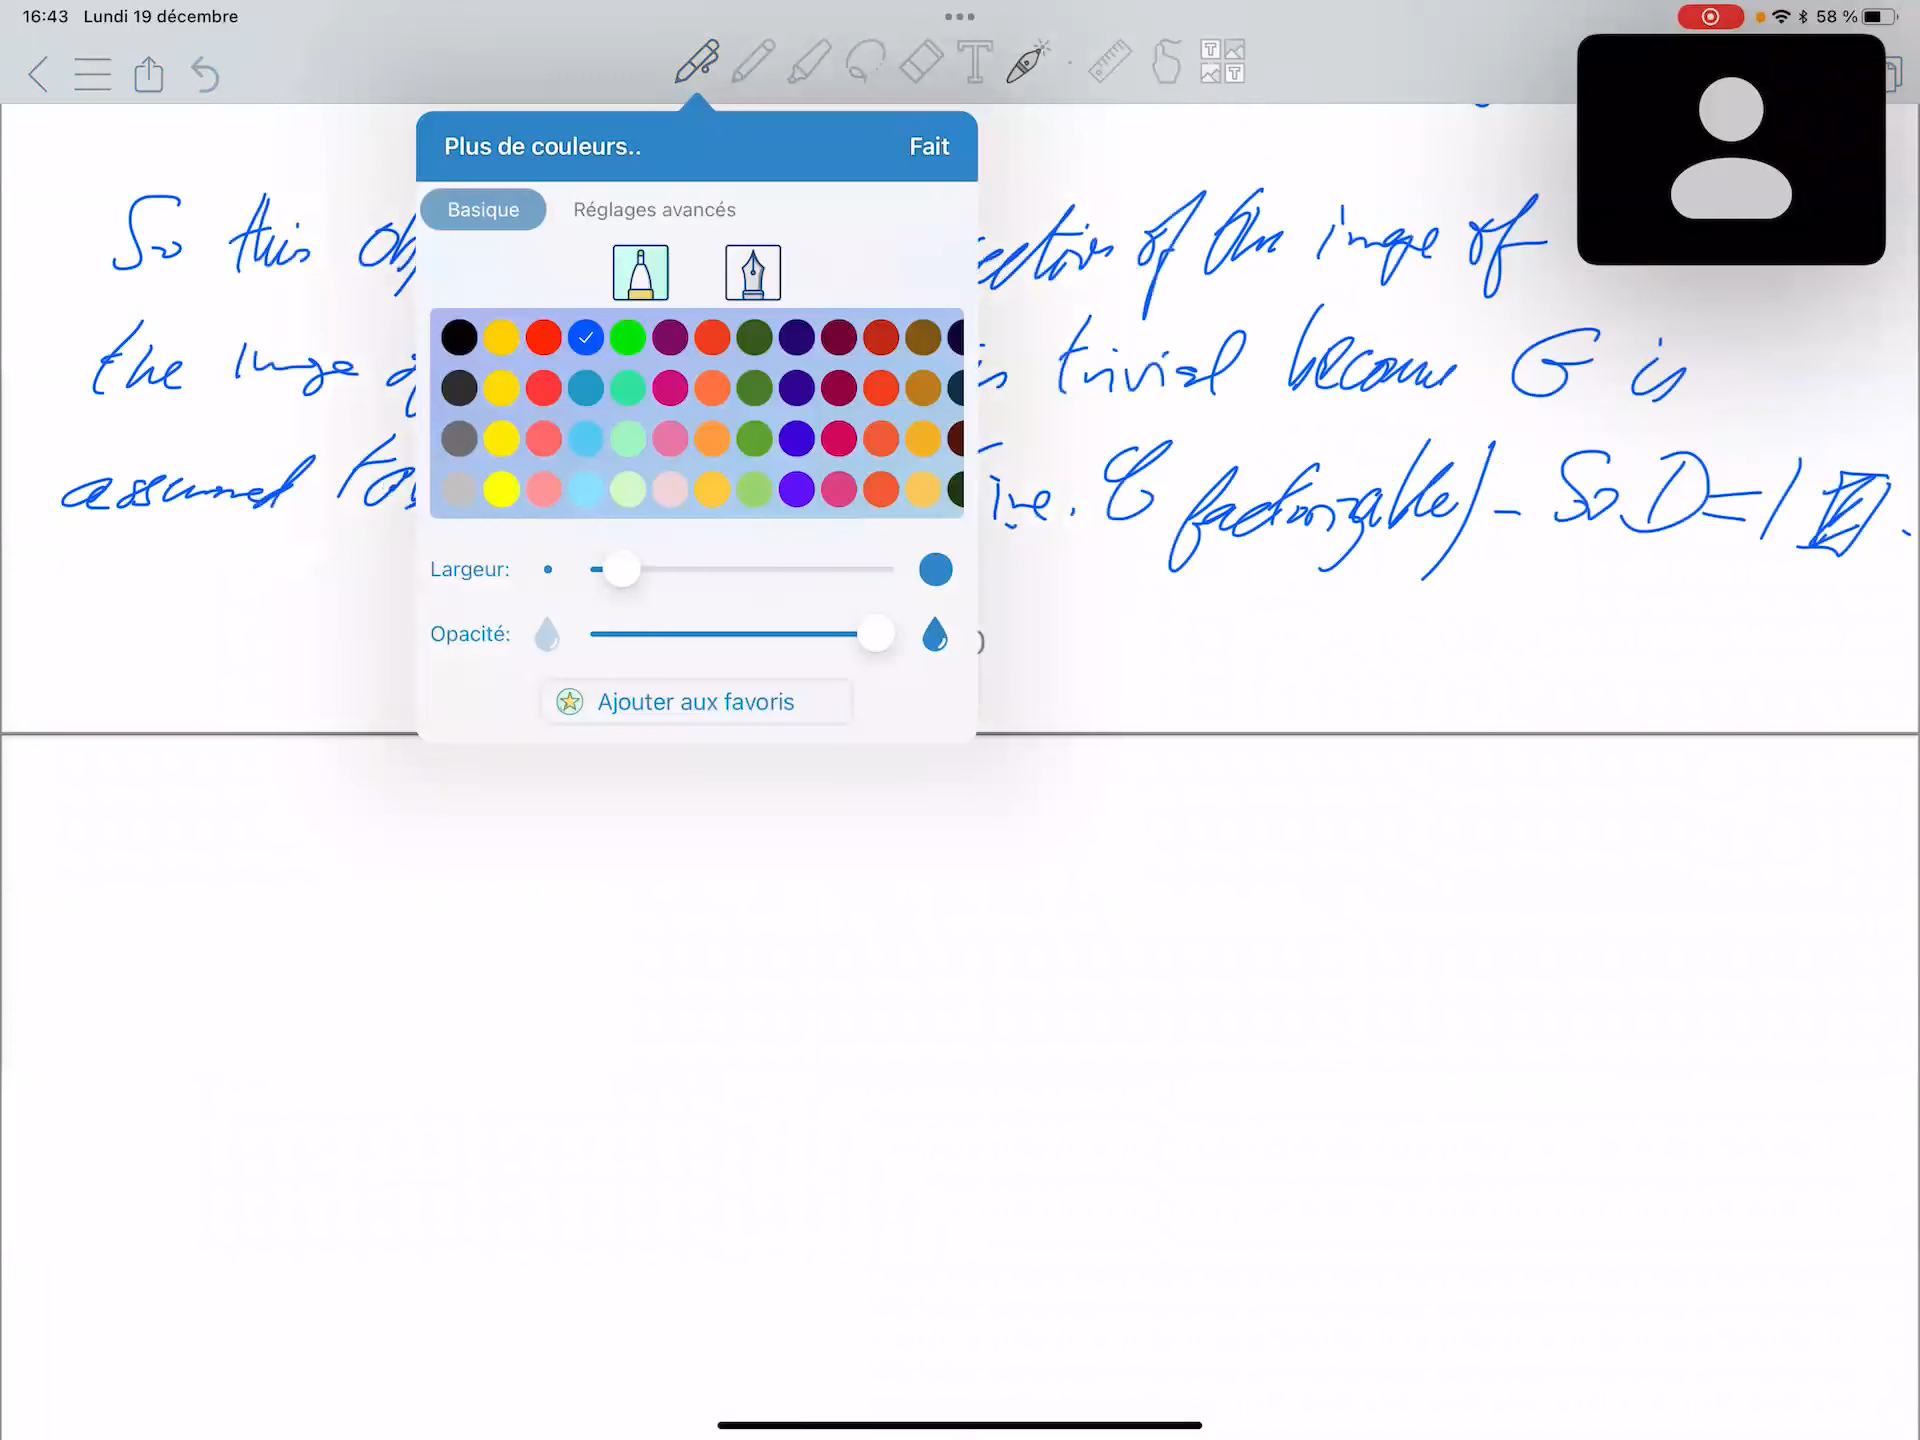 16:43 Lundi 19 décembre
58 %
Plus de couleurs.. Fait
Basique Réglages avancés
So this of the image of
the image is trivial because G is
assumed factorizable) - So D=1
Largeur:
Opacité:
Ajouter aux favoris